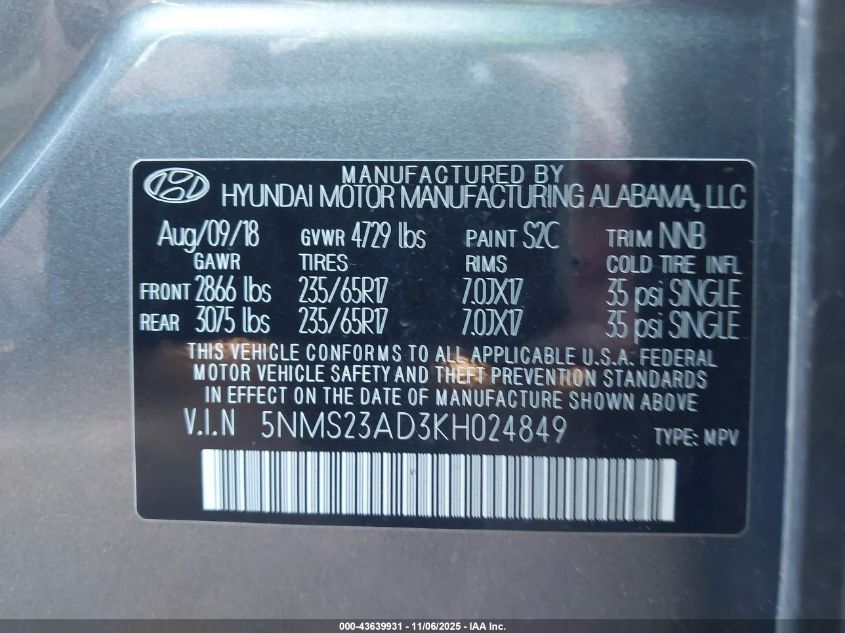 MANUFACTURED BY
HYUNDAI MOTOR MANUFACTURING ALABAMA, LLC
Aug/09/18 GVWR 4729 lbs PAINT S2C TRIM NNB
GAWR TIRES RIMS COLD TIRE INFL
FRONT 2866 lbs 235/65R17 7.0JX17 35 psi SINGLE
REAR 3075 lbs 235/65R17 7.0JX17 35 psi SINGLE
THIS VEHICLE CONFORMS TO ALL APPLICABLE U.S.A. FEDERAL
MOTOR VEHICLE SAFETY AND THEFT PREVENTION STANDARDS
IN EFFECT ON THE DATE OF MANUFACTURE SHOWN ABOVE
V.I.N 5NMS23AD3KH024849 TYPE: MPV
000-43639931 - 11/06/2025 - IAA Inc.